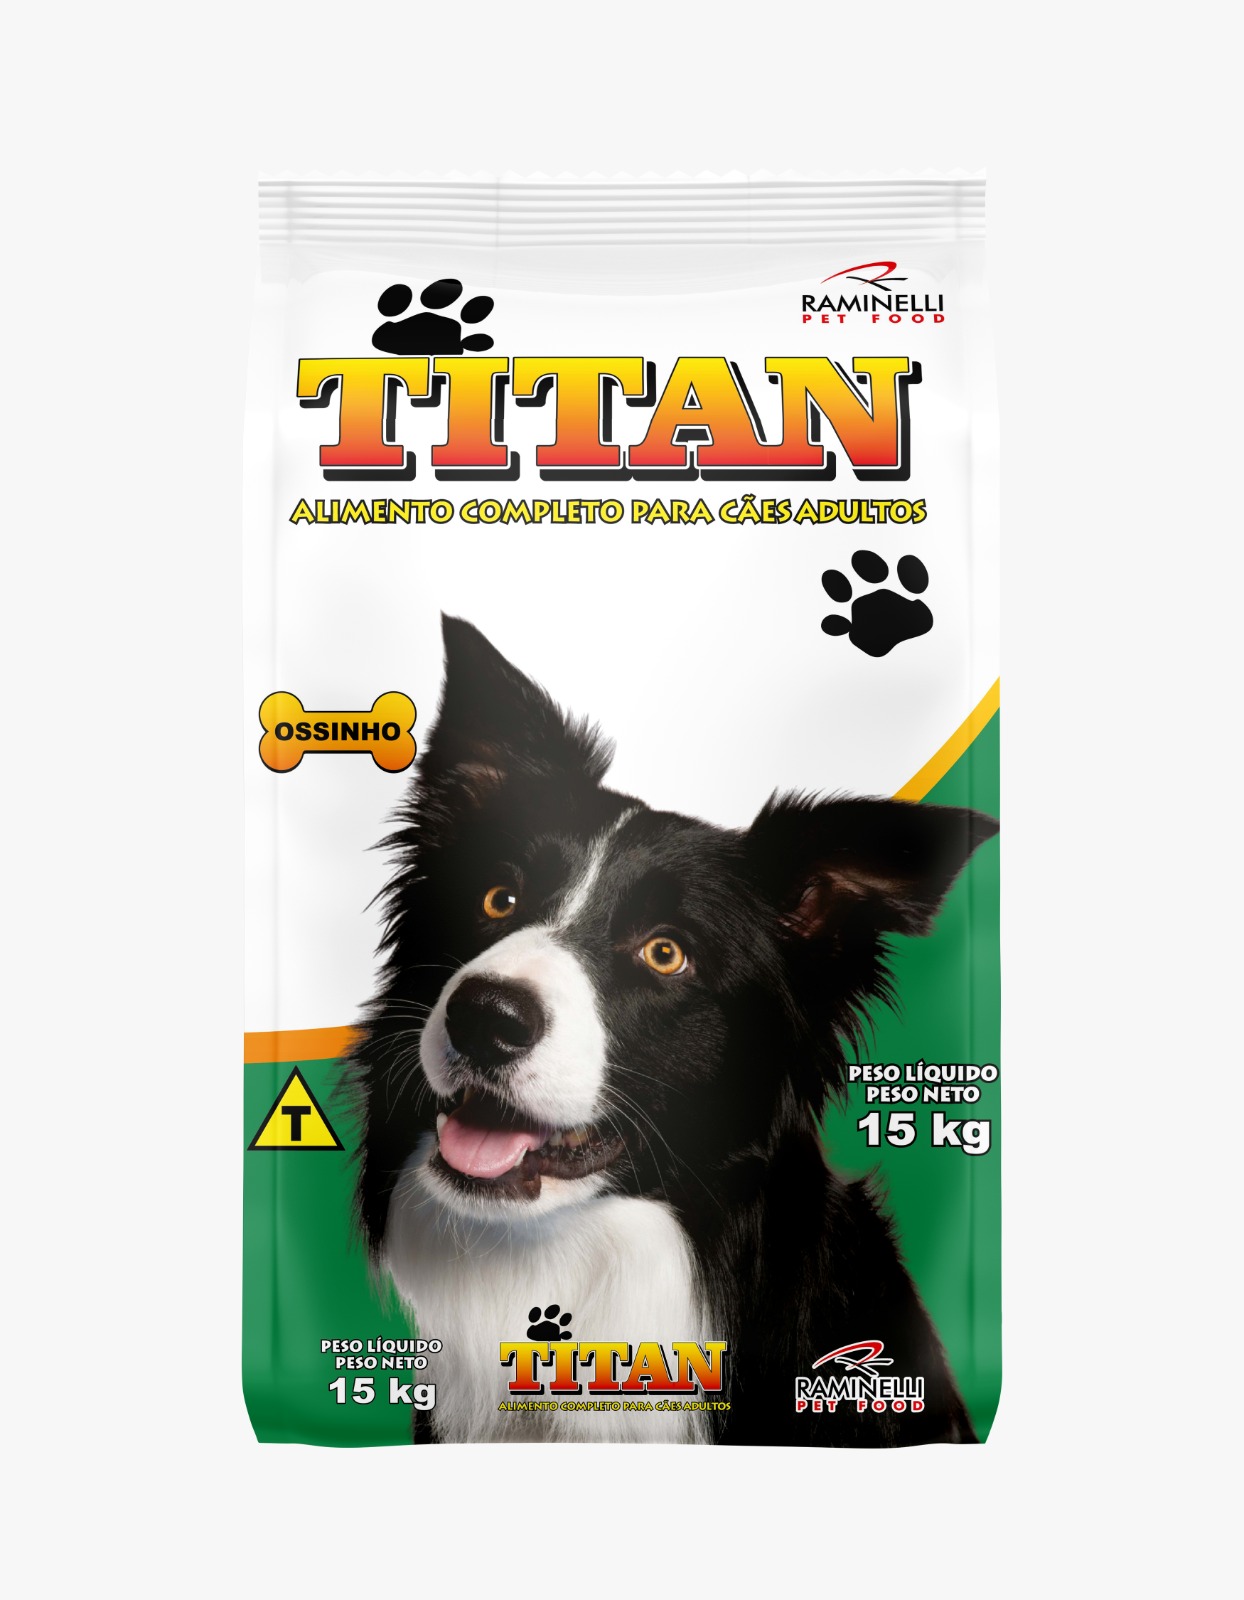 RAMINELLI
PET FOOD
TITAN
ALIMENTO COMPLETO PARA CÃES ADULTOS
OSSINHO
T
PESO LÍQUIDO
PESO NETO
15 kg
PESO LÍQUIDO
PESO NETO
15 kg
TITAN
ALIMENTO COMPLETO PARA CÃES ADULTOS
RAMINELLI
PET FOOD